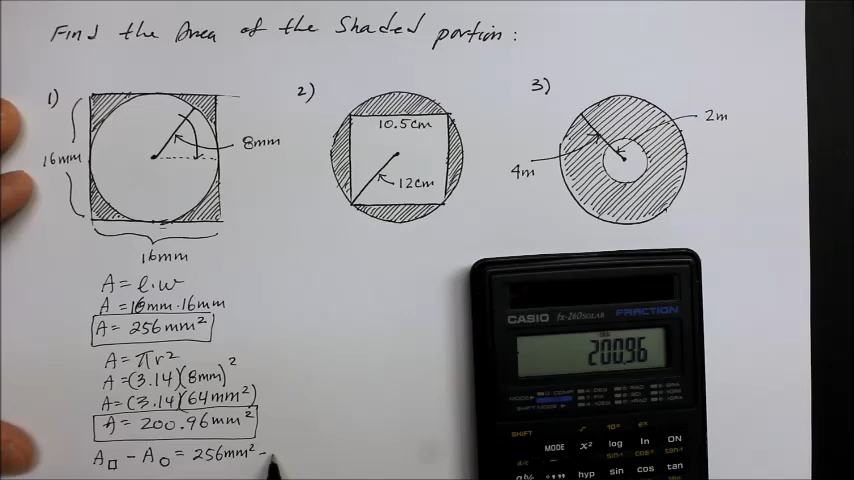 Find the Area of the Shaded portion:
1)
16mm
8mm
16mm
2)
10.5cm
12cm
3)
2m
4m
A = l.w
A = 16mm.16mm
A = 256mm²
A = πr²
A = (3.14)(8mm)²
A = (3.14)(64mm²)
A = 200.96mm²
A□ - A○ = 256mm² -
CASIO fx-260 SOLAR FRACTION
200.96
SHIFT
MODE x² log ln ON
hyp sin cos tan